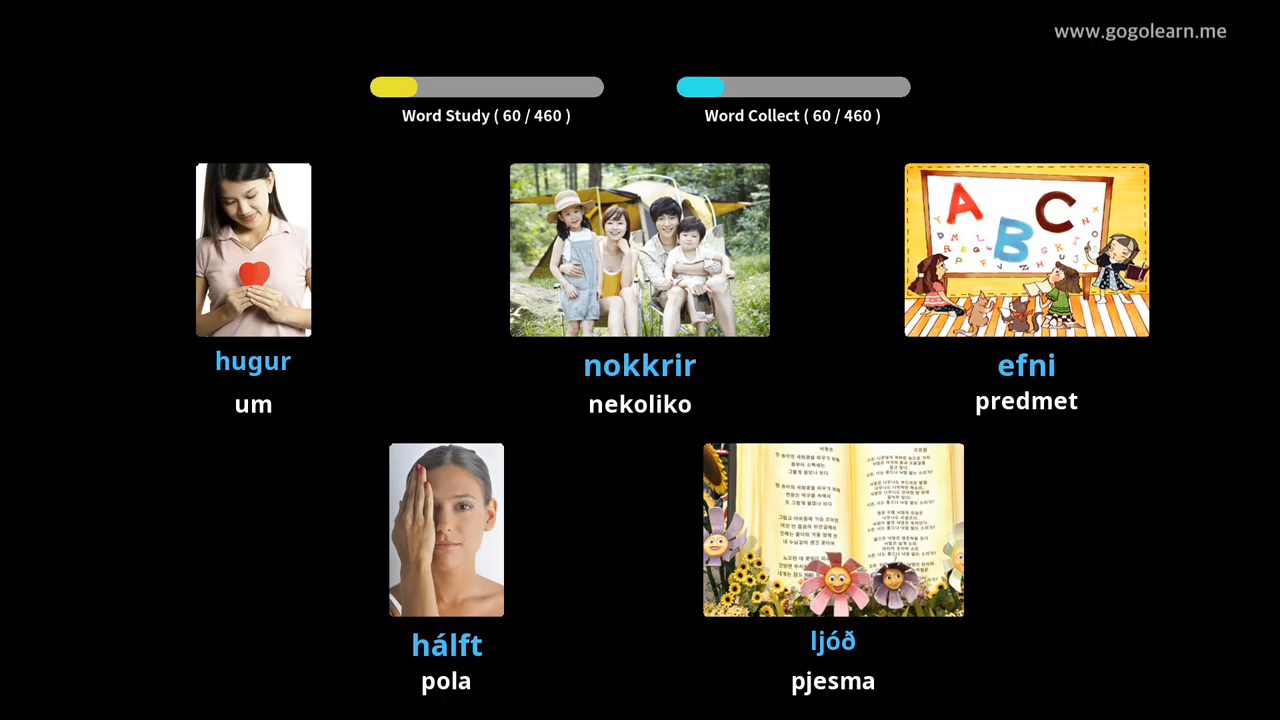 www.gogolearn.me
Word Study ( 60 / 460 )
Word Collect ( 60 / 460 )
A B C
hugur
um
nokkrir
nekoliko
efni
predmet
hálft
pola
ljóð
pjesma